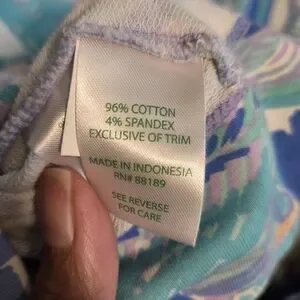 96% COTTON
4% SPANDEX
EXCLUSIVE OF TRIM
MADE IN INDONESIA
RN# 88189
SEE REVERSE
FOR CARE